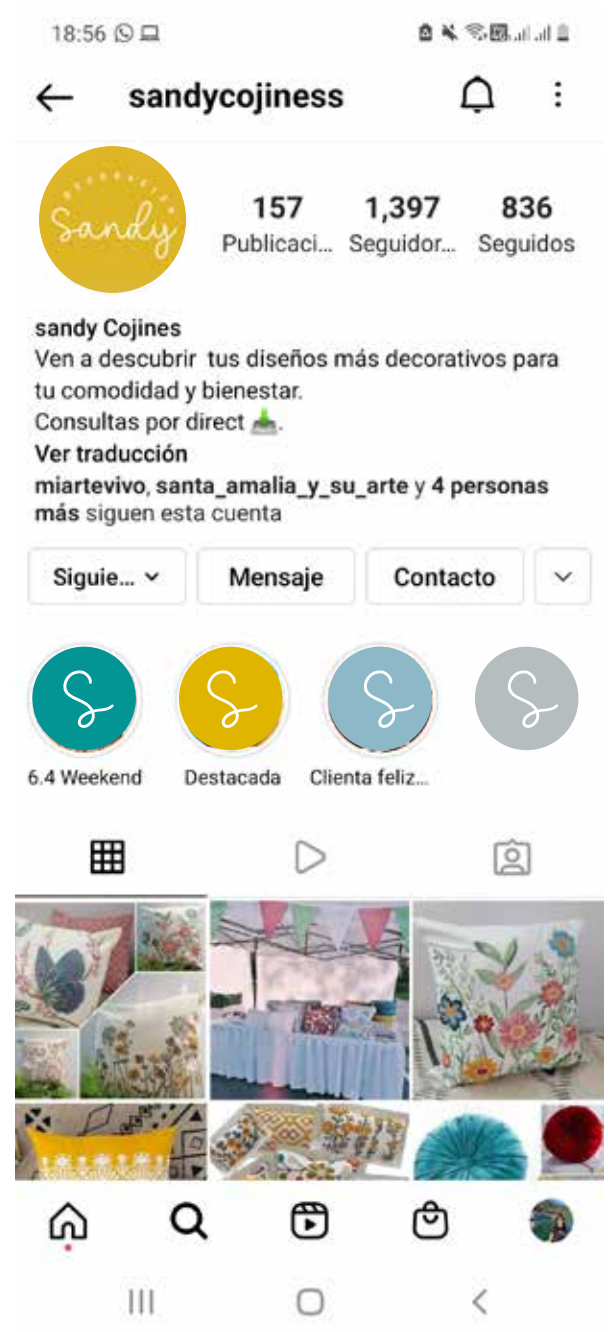 18:56
sandycojiness
DECORACION
Sandy
157 1,397 836
Publicaci... Seguidor... Seguidos
sandy Cojines
Ven a descubrir tus diseños más decorativos para
tu comodidad y bienestar.
Consultas por direct 📥.
Ver traducción
miartevivo, santa_amalia_y_su_arte y 4 personas
más siguen esta cuenta
Siguie... Mensaje Contacto
S S S S
6.4 Weekend Destacada Clienta feliz...